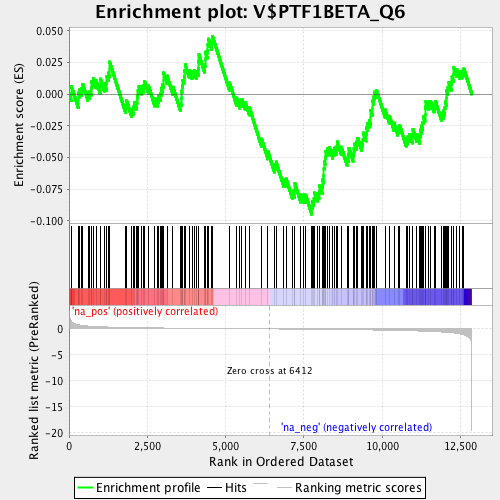 Enrichment plot: V$PTF1BETA_Q6
Enrichment score (ES)
0.050
0.025
0.000
-0.025
-0.050
-0.075
-0.100
'na_pos' (positively correlated)
Ranked list metric (PreRanked)
0
-5
-10
-15
-20
Zero cross at 6412
'na_neg' (negatively correlated)
0
2,500
5,000
7,500
10,000
12,500
Rank in Ordered Dataset
Enrichment profile
Hits
Ranking metric scores